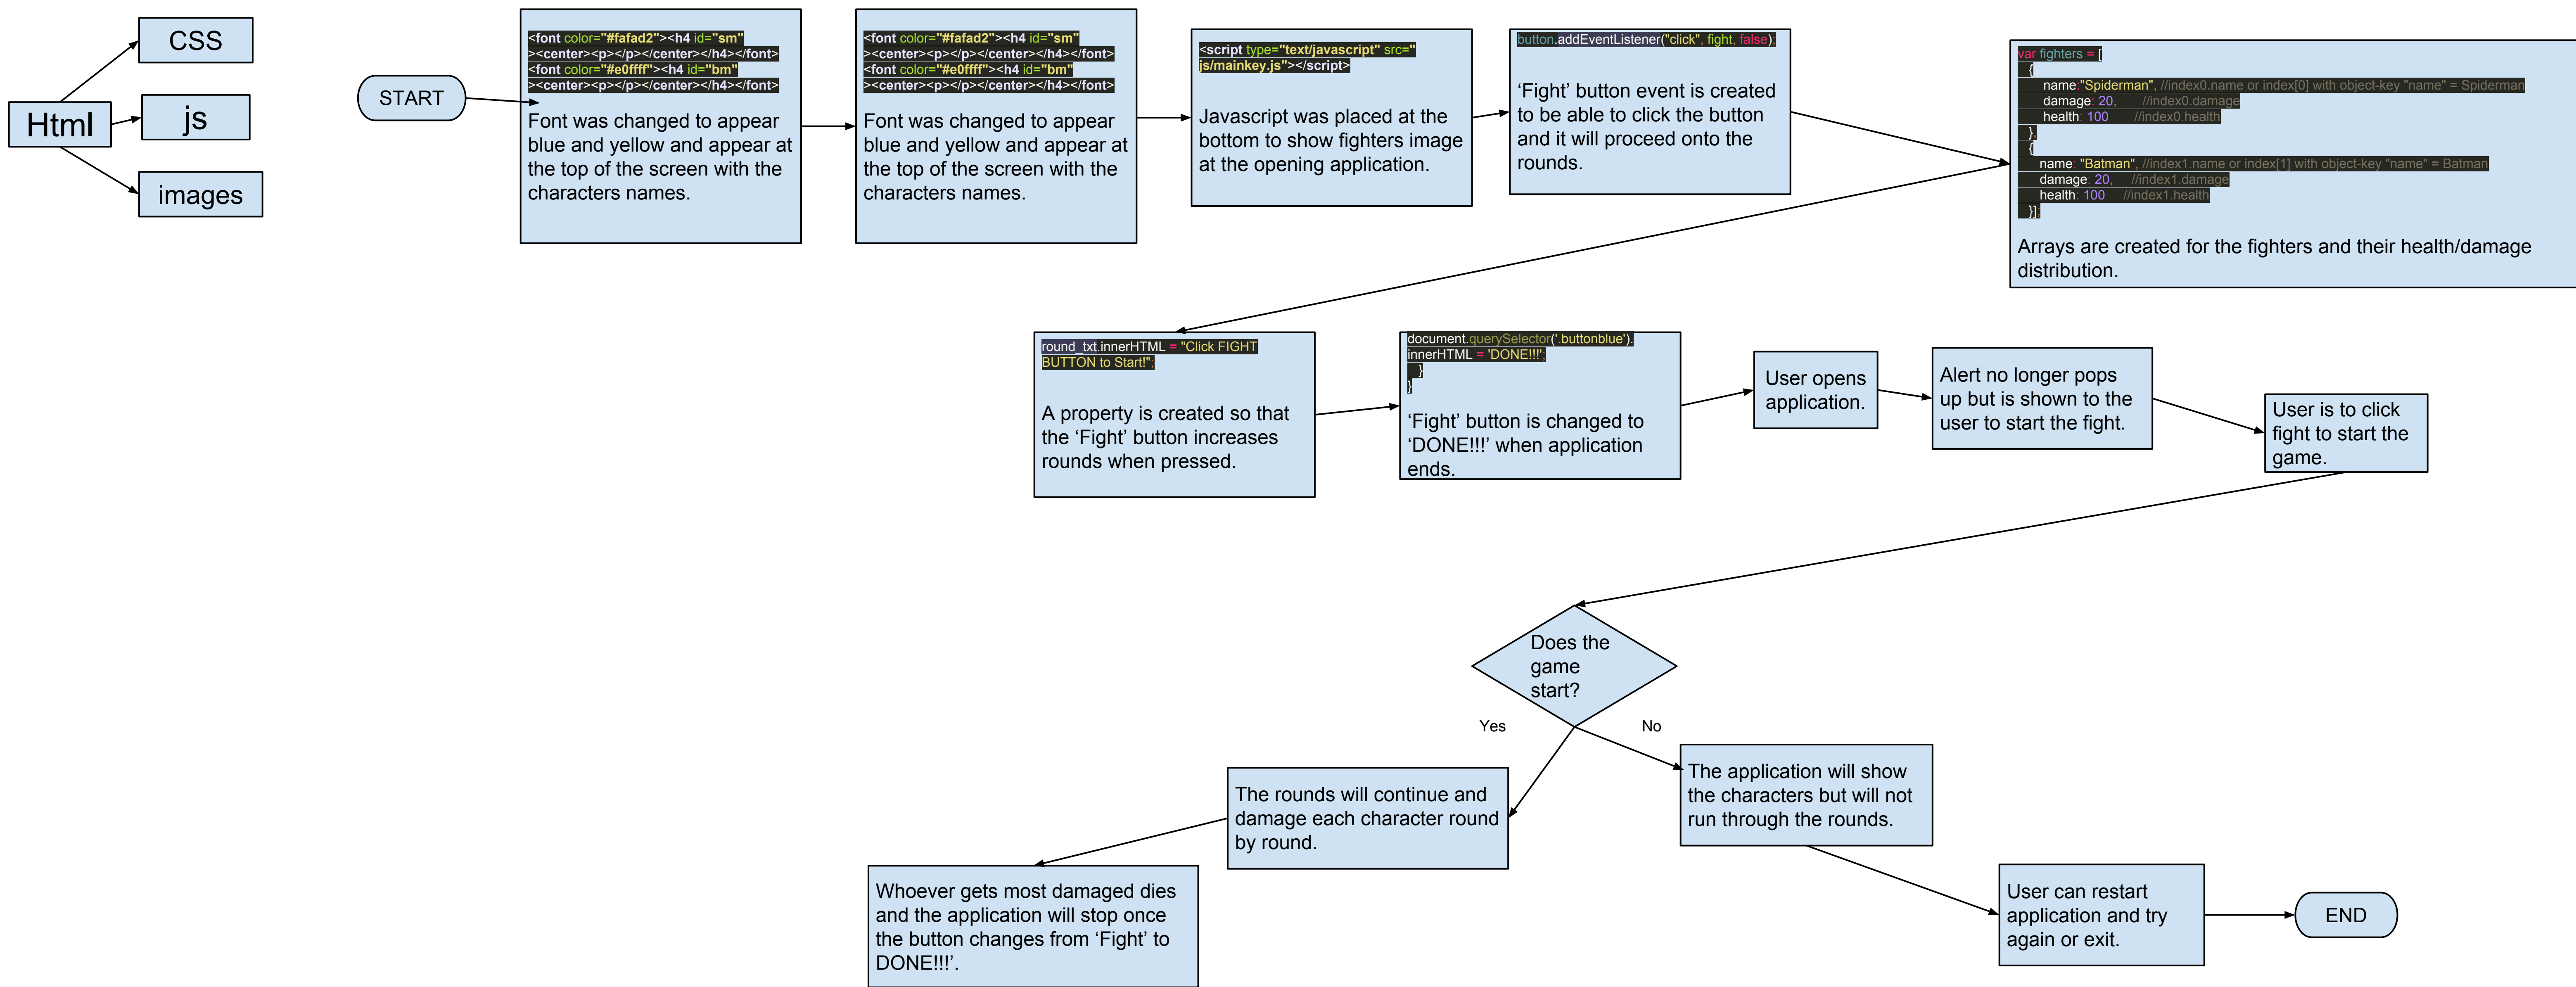 CSS
Html
js
images
START
<font color="#fafad2"><h4 id="sm"
><center><p></p></center></h4></font>
<font color="#e0ffff"><h4 id="bm"
><center><p></p></center></h4></font>
Font was changed to appear
blue and yellow and appear at
the top of the screen with the
characters names.
<font color="#fafad2"><h4 id="sm"
><center><p></p></center></h4></font>
<font color="#e0ffff"><h4 id="bm"
><center><p></p></center></h4></font>
Font was changed to appear
blue and yellow and appear at
the top of the screen with the
characters names.
<script type="text/javascript" src="
js/mainkey.js"></script>
Javascript was placed at the
bottom to show fighters image
at the opening application.
button.addEventListener("click", fight, false);
‘Fight’ button event is created
to be able to click the button
and it will proceed onto the
rounds.
var fighters = [
{
name:"Spiderman", //index0.name or index[0] with object-key "name" = Spiderman
damage: 20, //index0.damage
health: 100 //index0.health
},
{
name: "Batman", //index1.name or index[1] with object-key "name" = Batman
damage: 20, //index1.damage
health: 100 //index1.health
}];
Arrays are created for the fighters and their health/damage
distribution.
round_txt.innerHTML = "Click FIGHT
BUTTON to Start!";
A property is created so that
the ‘Fight’ button increases
rounds when pressed.
document.querySelector('.buttonblue').
innerHTML = 'DONE!!!';
}
}
‘Fight’ button is changed to
‘DONE!!!’ when application
ends.
User opens
application.
Alert no longer pops
up but is shown to the
user to start the fight.
User is to click
fight to start the
game.
Does the
game
start?
Yes
No
The rounds will continue and
damage each character round
by round.
The application will show
the characters but will not
run through the rounds.
Whoever gets most damaged dies
and the application will stop once
the button changes from ‘Fight’ to
DONE!!!’.
User can restart
application and try
again or exit.
END